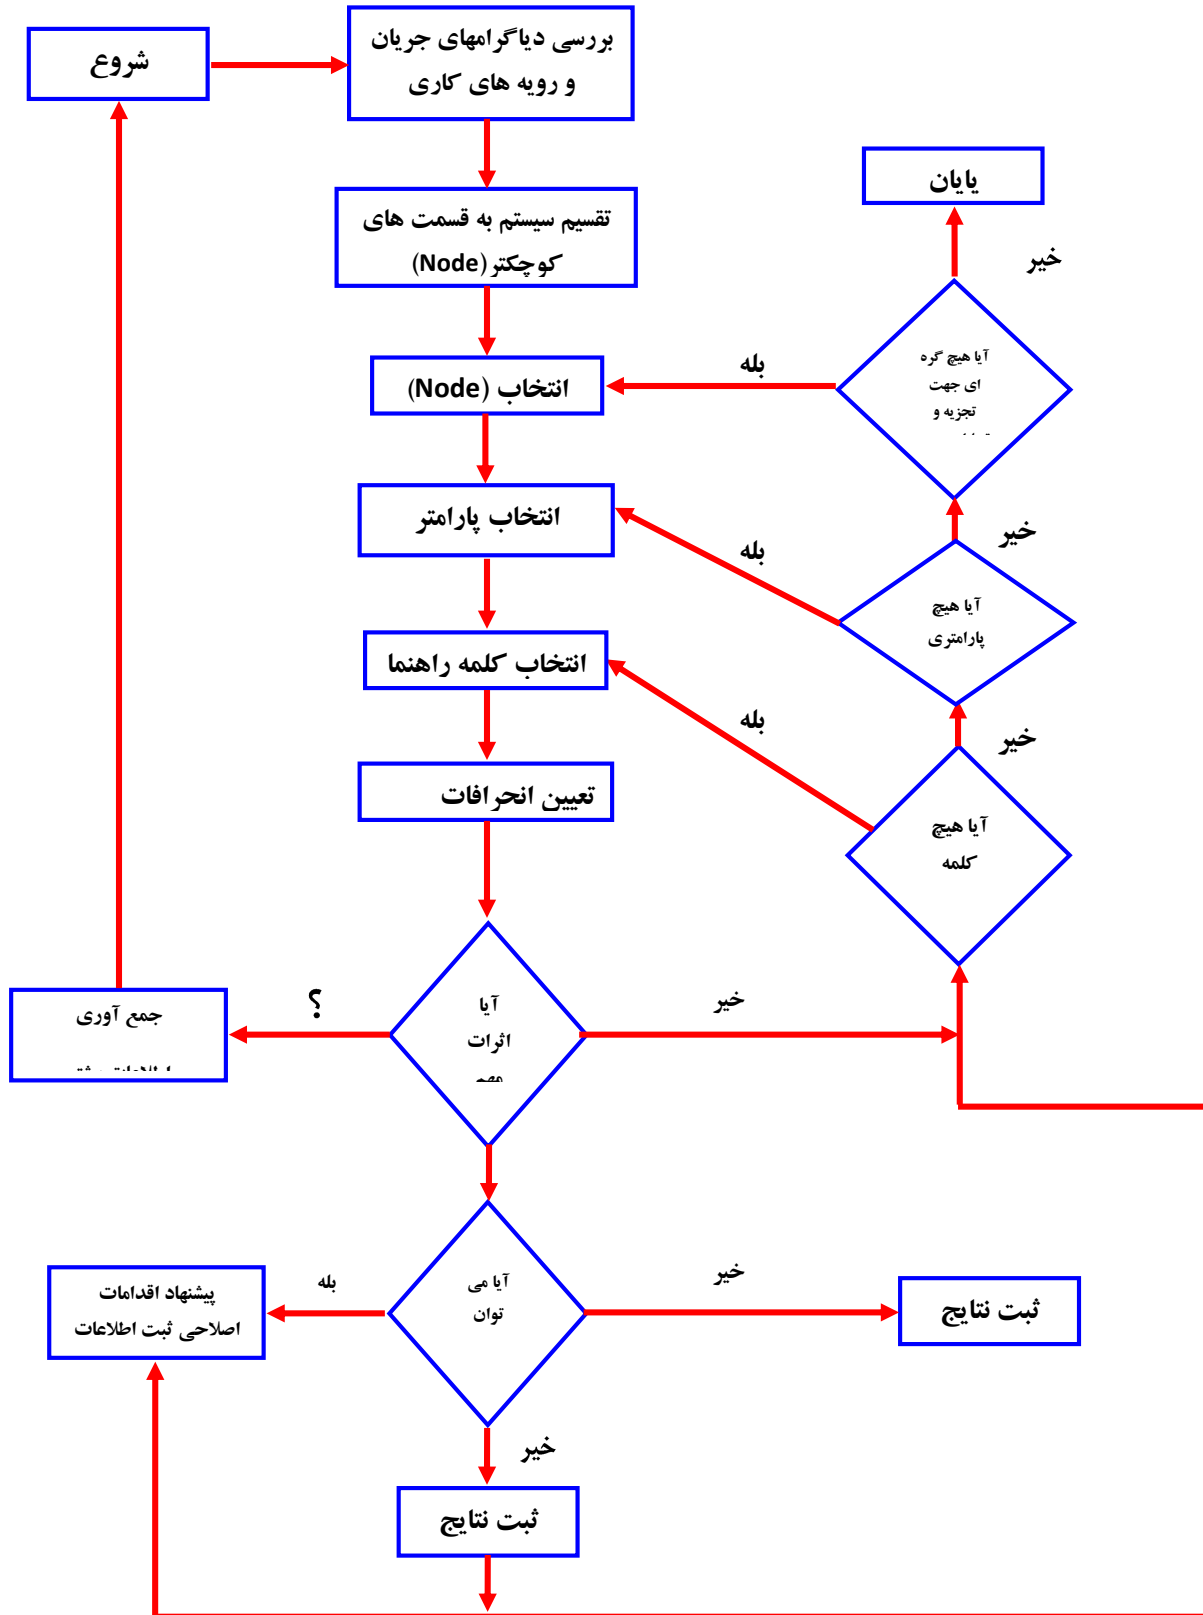 شروع
بررسی دیاگرامهای جریان
و رویه های کاری
تقسیم سیستم به قسمت های
کوچکتر(Node)
انتخاب (Node)
انتخاب پارامتر
انتخاب کلمه راهنما
تعیین انحرافات
پایان
خیر
آیا هیچ گره
ای جهت
تجزیه و
بله
خیر
آیا هیچ
پارامتری
بله
خیر
آیا هیچ
کلمه
بله
آیا
اثرات
مهم
؟
خیر
جمع آوری
آیا می
توان
بله
خیر
پیشنهاد اقدامات
اصلاحی ثبت اطلاعات
ثبت نتایج
خیر
ثبت نتایج